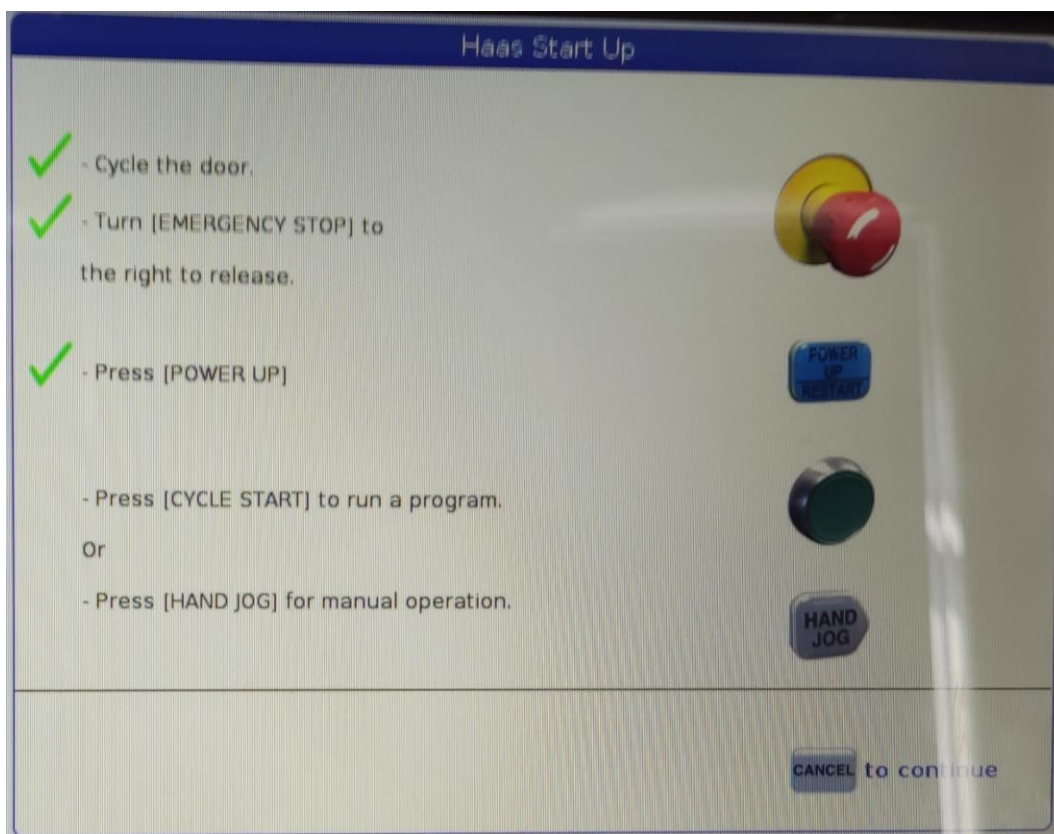 Haas Start Up
- Cycle the door.
- Turn [EMERGENCY STOP] to
the right to release.
- Press [POWER UP]
POWER
UP
RESTART
- Press [CYCLE START] to run a program.
Or
- Press [HAND JOG] for manual operation.
HAND
JOG
CANCEL to continue